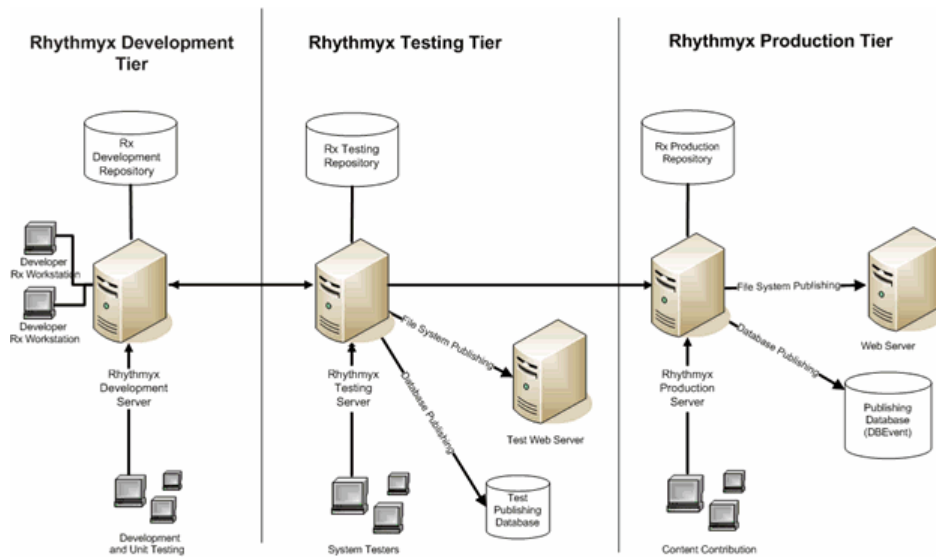 Rhythmyx Development
Tier
Rhythmyx Testing Tier
Rhythmyx Production Tier
Rx
Development
Repository
Rx Testing
Repository
Rx Production
Repository
Developer
Rx Workstation
Developer
Rx Workstation
Rhythmyx
Development
Server
Development
and Unit Testing
File System Publishing
Database Publishing
Rhythmyx
Testing
Server
Test Web Server
Test
Publishing
Database
System Testers
File System Publishing
Database Publishing
Web Server
Rhythmyx
Production
Server
Publishing
Database
(DBEvent)
Content Contribution